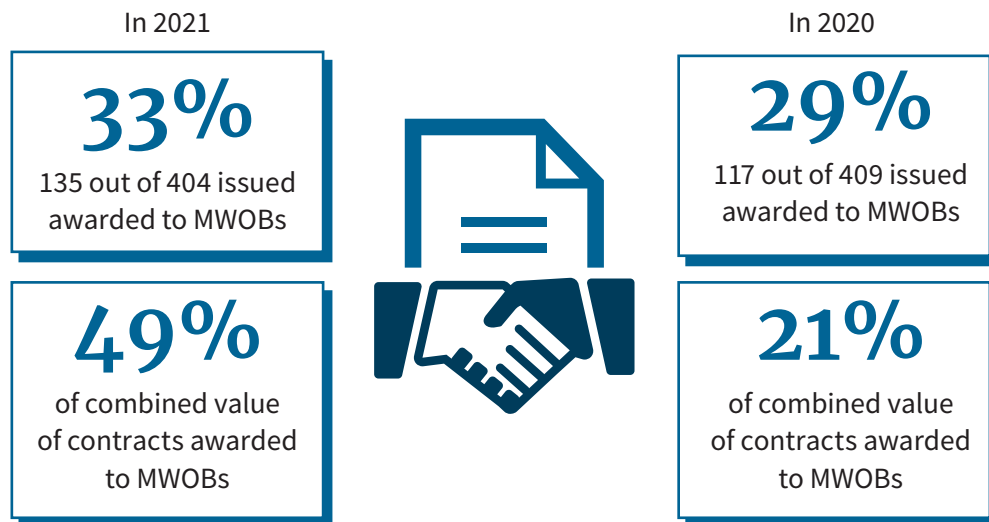 In 2021
33%
135 out of 404 issued
awarded to MWOBs
49%
of combined value
of contracts awarded
to MWOBs
In 2020
29%
117 out of 409 issued
awarded to MWOBs
21%
of combined value
of contracts awarded
to MWOBs